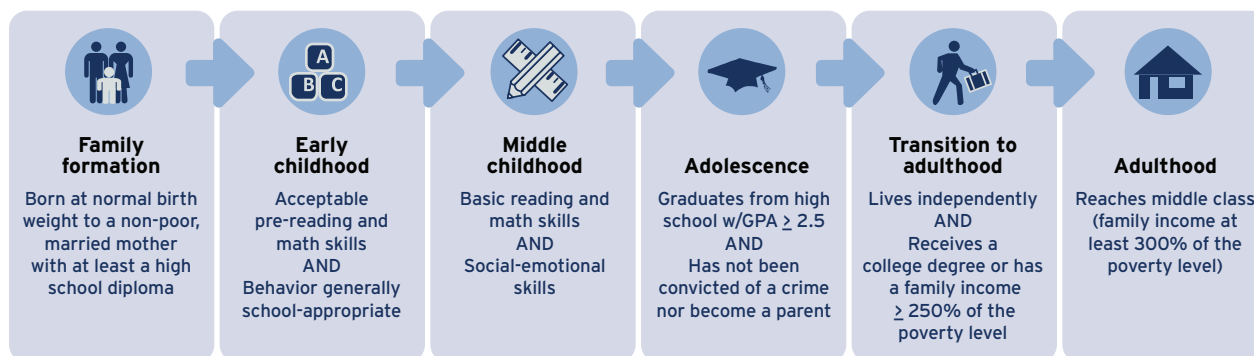 A
B C
Family
formation
Born at normal birth
weight to a non-poor,
married mother
with at least a high
school diploma
Early
childhood
Acceptable
pre-reading and
math skills
AND
Behavior generally
school-appropriate
Middle
childhood
Basic reading and
math skills
AND
Social-emotional
skills
Adolescence
Graduates from high
school w/GPA ≥ 2.5
AND
Has not been
convicted of a crime
nor become a parent
Transition to
adulthood
Lives independently
AND
Receives a
college degree or has
a family income
≥ 250% of the
poverty level
Adulthood
Reaches middle class
(family income at
least 300% of the
poverty level)